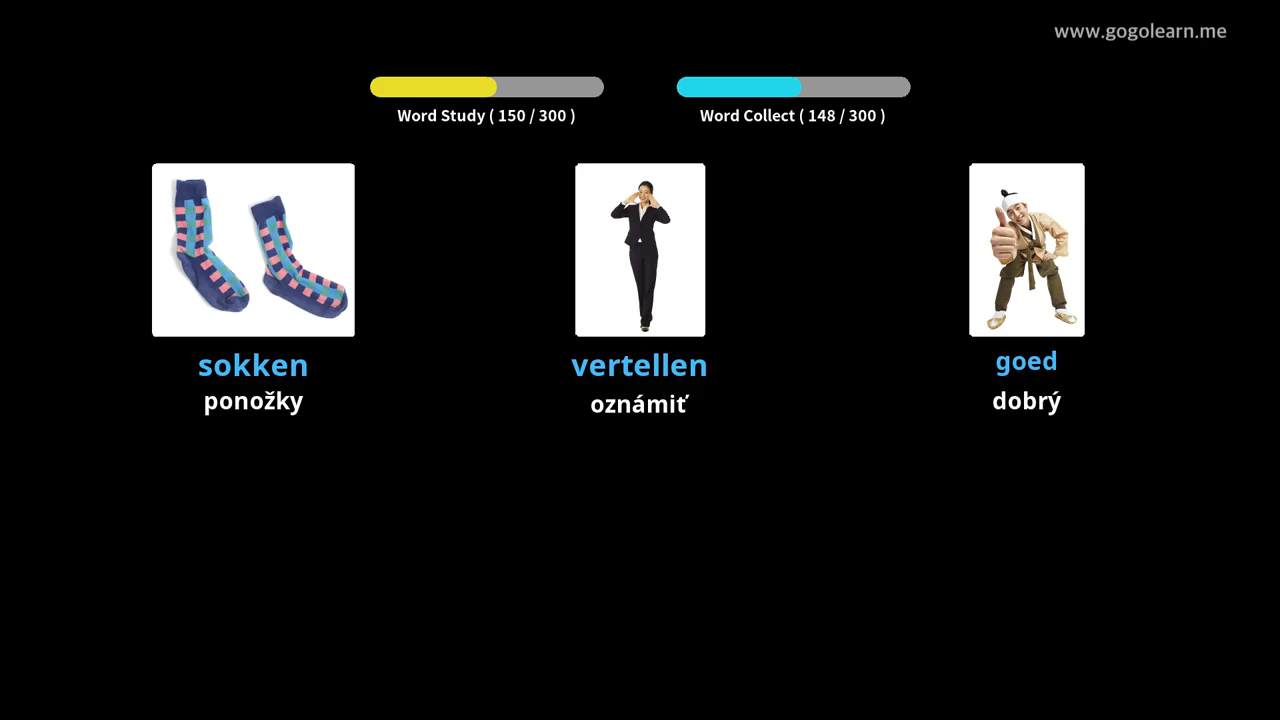 www.gogolearn.me
Word Study ( 150 / 300 )
Word Collect ( 148 / 300 )
sokken
ponožky
vertellen
oznámiť
goed
dobrý